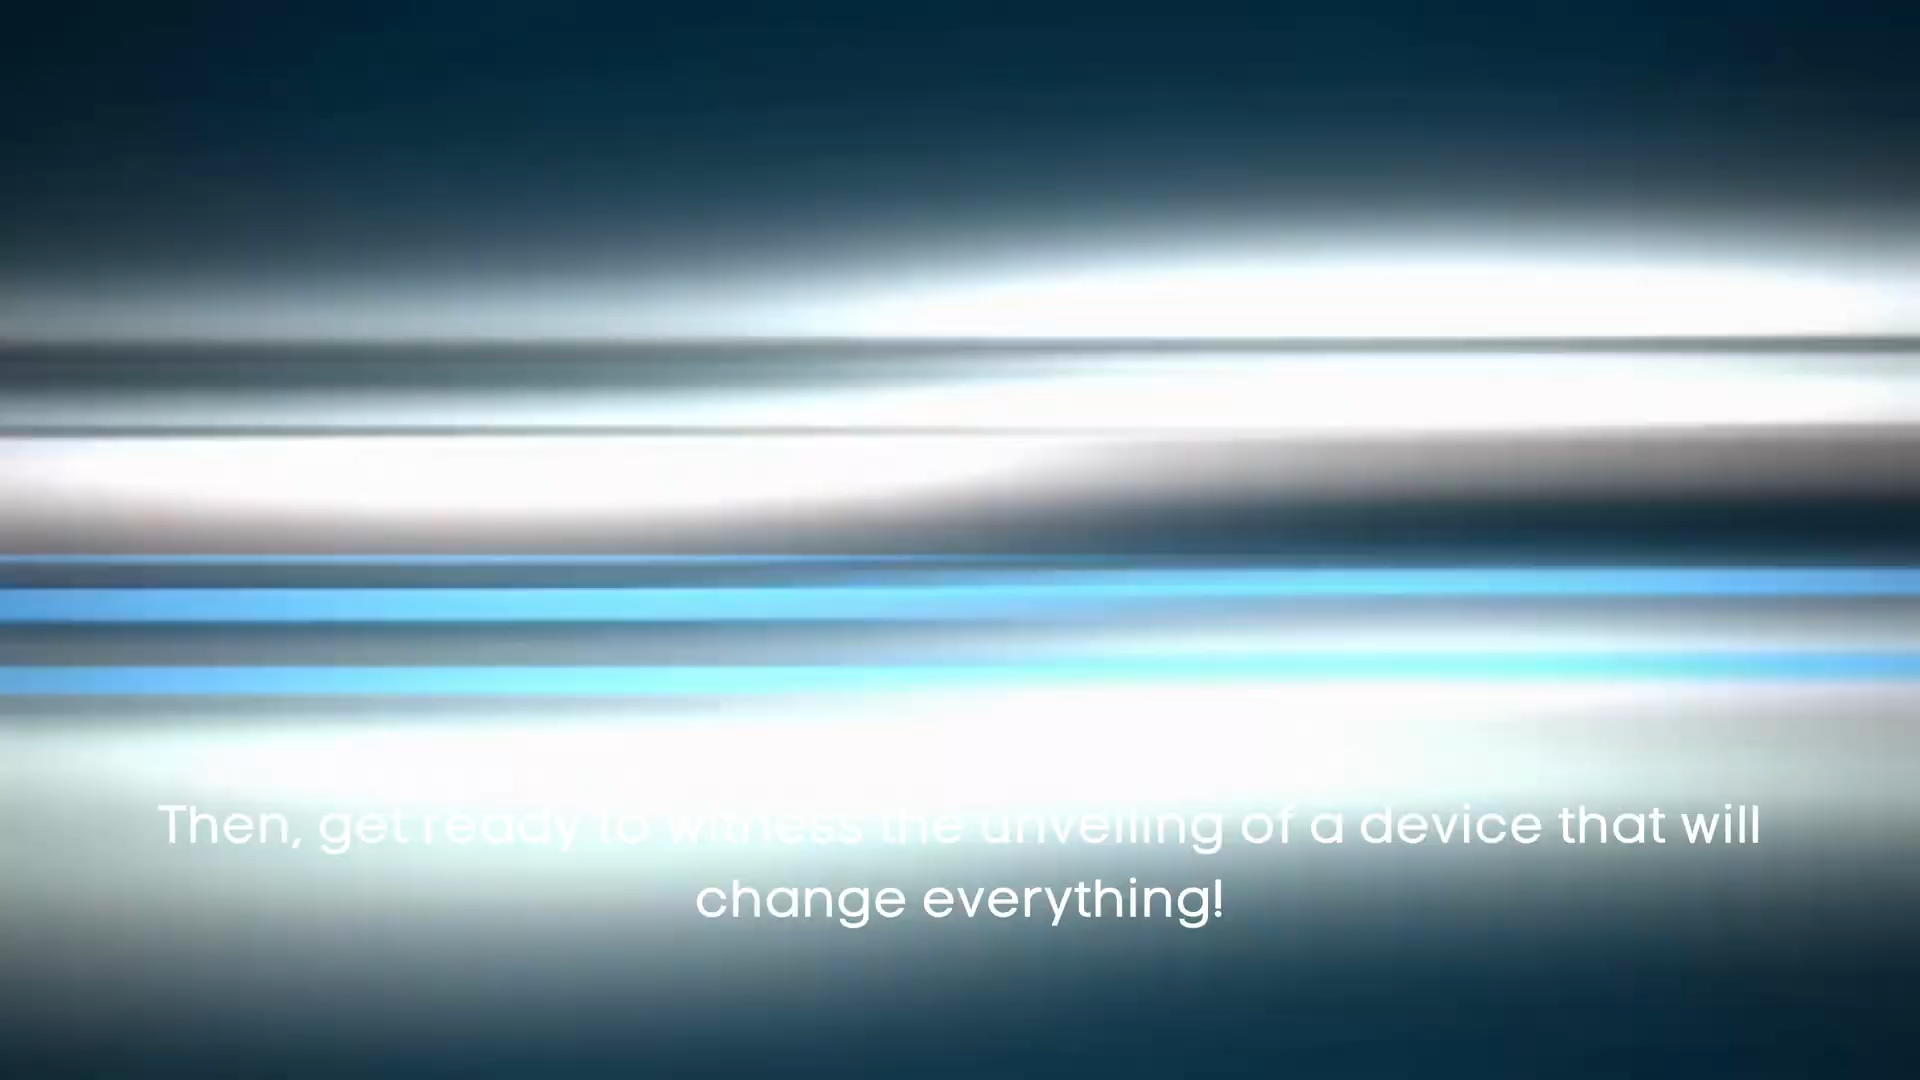 Then, get ready to witness the unveiling of a device that will
change everything!